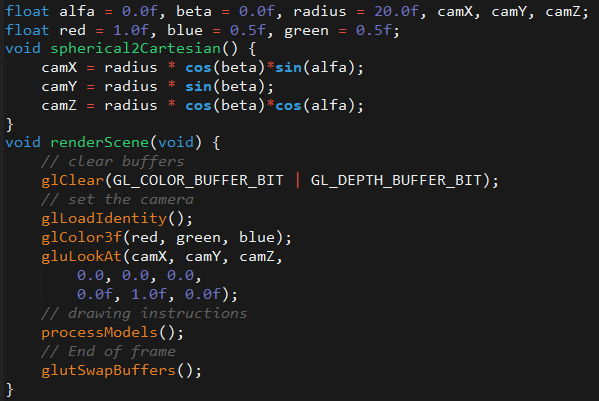 float alfa = 0.0f, beta = 0.0f, radius = 20.0f, camX, camY, camZ;
float red = 1.0f, blue = 0.5f, green = 0.5f;
void spherical2Cartesian() {
    camX = radius * cos(beta)*sin(alfa);
    camY = radius * sin(beta);
    camZ = radius * cos(beta)*cos(alfa);
}
void renderScene(void) {
    // clear buffers
    glClear(GL_COLOR_BUFFER_BIT | GL_DEPTH_BUFFER_BIT);
    // set the camera
    glLoadIdentity();
    glColor3f(red, green, blue);
    gluLookAt(camX, camY, camZ,
        0.0, 0.0, 0.0,
        0.0f, 1.0f, 0.0f);
    // drawing instructions
    processModels();
    // End of frame
    glutSwapBuffers();
}